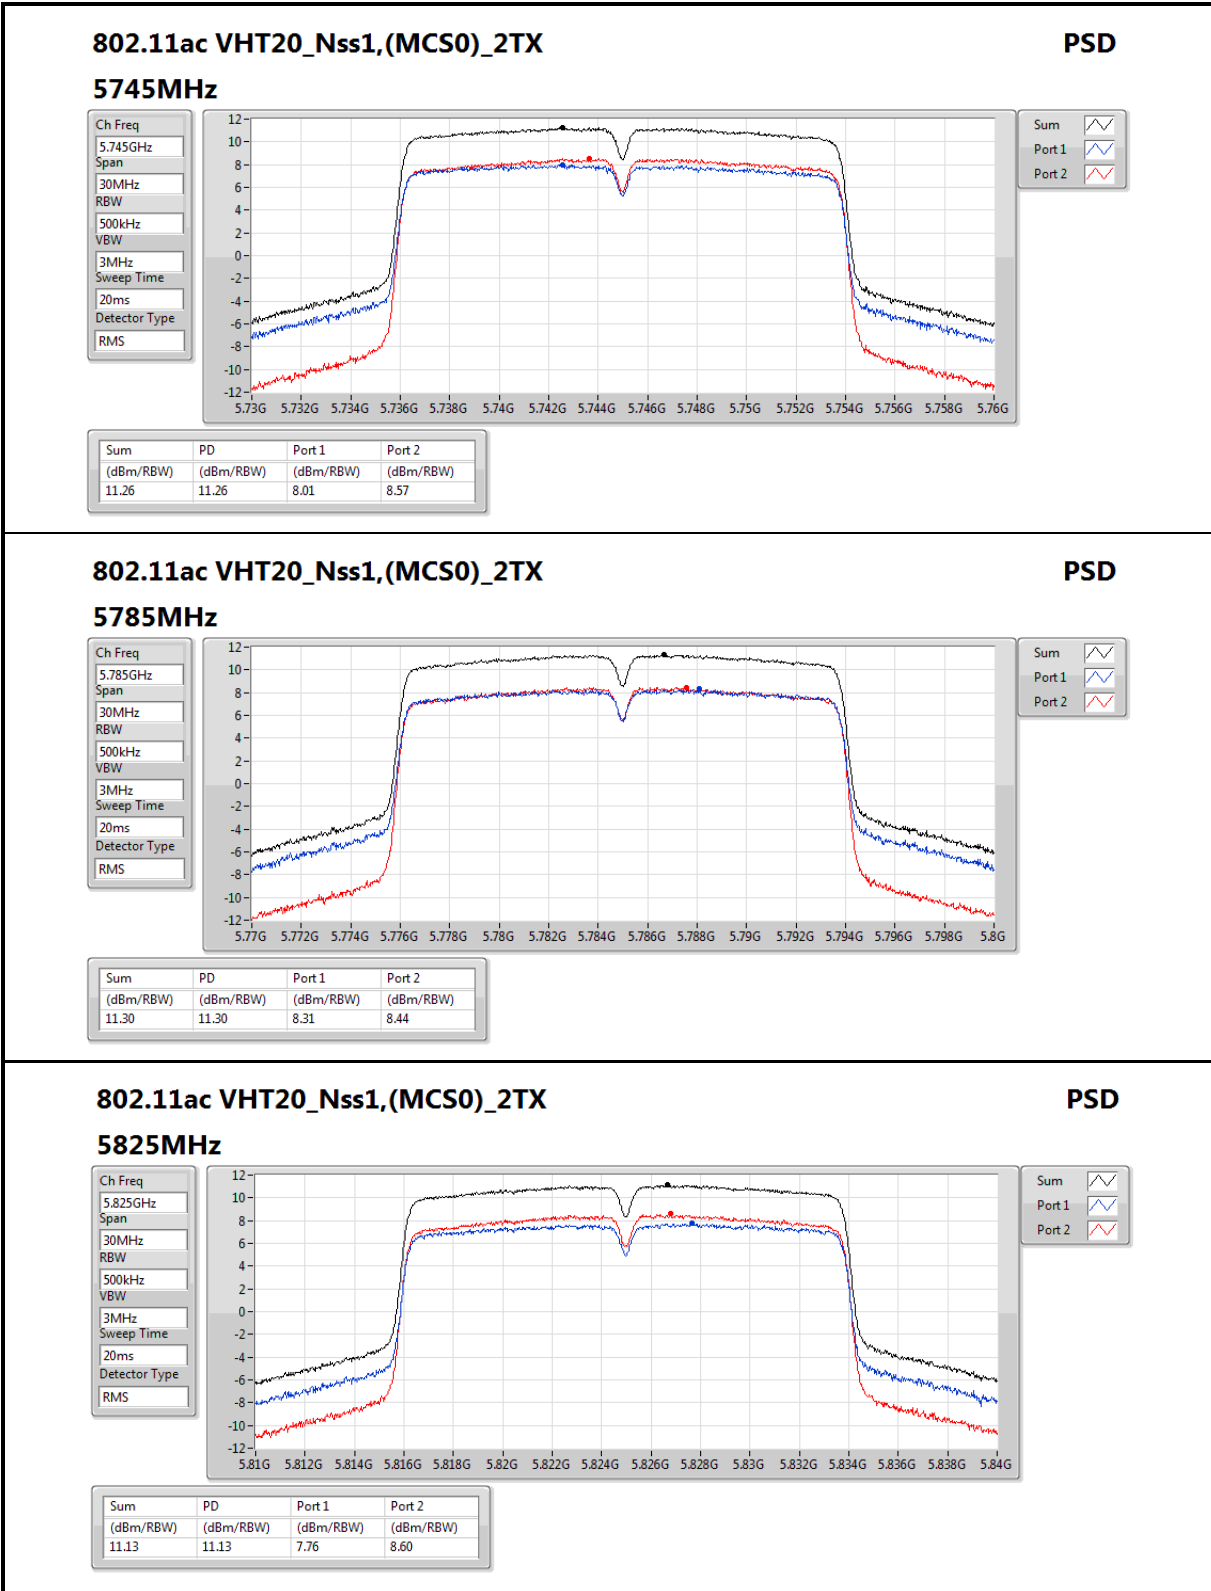 802.11ac VHT20_Nss1,(MCS0)_2TX PSD
5745MHz
Ch Freq
5.745GHz
Span
30MHz
RBW
500kHz
VBW
3MHz
Sweep Time
20ms
Detector Type
RMS
12
10
8
6
4
2
0
-2
-4
-6
-8
-10
-12
5.73G 5.732G 5.734G 5.736G 5.738G 5.74G 5.742G 5.744G 5.746G 5.748G 5.75G 5.752G 5.754G 5.756G 5.758G 5.76G
Sum
Port 1
Port 2
Sum PD Port 1 Port 2
(dBm/RBW) (dBm/RBW) (dBm/RBW) (dBm/RBW)
11.26 11.26 8.01 8.57
802.11ac VHT20_Nss1,(MCS0)_2TX PSD
5785MHz
Ch Freq
5.785GHz
Span
30MHz
RBW
500kHz
VBW
3MHz
Sweep Time
20ms
Detector Type
RMS
12
10
8
6
4
2
0
-2
-4
-6
-8
-10
-12
5.77G 5.772G 5.774G 5.776G 5.778G 5.78G 5.782G 5.784G 5.786G 5.788G 5.79G 5.792G 5.794G 5.796G 5.798G 5.8G
Sum
Port 1
Port 2
Sum PD Port 1 Port 2
(dBm/RBW) (dBm/RBW) (dBm/RBW) (dBm/RBW)
11.30 11.30 8.31 8.44
802.11ac VHT20_Nss1,(MCS0)_2TX PSD
5825MHz
Ch Freq
5.825GHz
Span
30MHz
RBW
500kHz
VBW
3MHz
Sweep Time
20ms
Detector Type
RMS
12
10
8
6
4
2
0
-2
-4
-6
-8
-10
-12
5.81G 5.812G 5.814G 5.816G 5.818G 5.82G 5.822G 5.824G 5.826G 5.828G 5.83G 5.832G 5.834G 5.836G 5.838G 5.84G
Sum
Port 1
Port 2
Sum PD Port 1 Port 2
(dBm/RBW) (dBm/RBW) (dBm/RBW) (dBm/RBW)
11.13 11.13 7.76 8.60